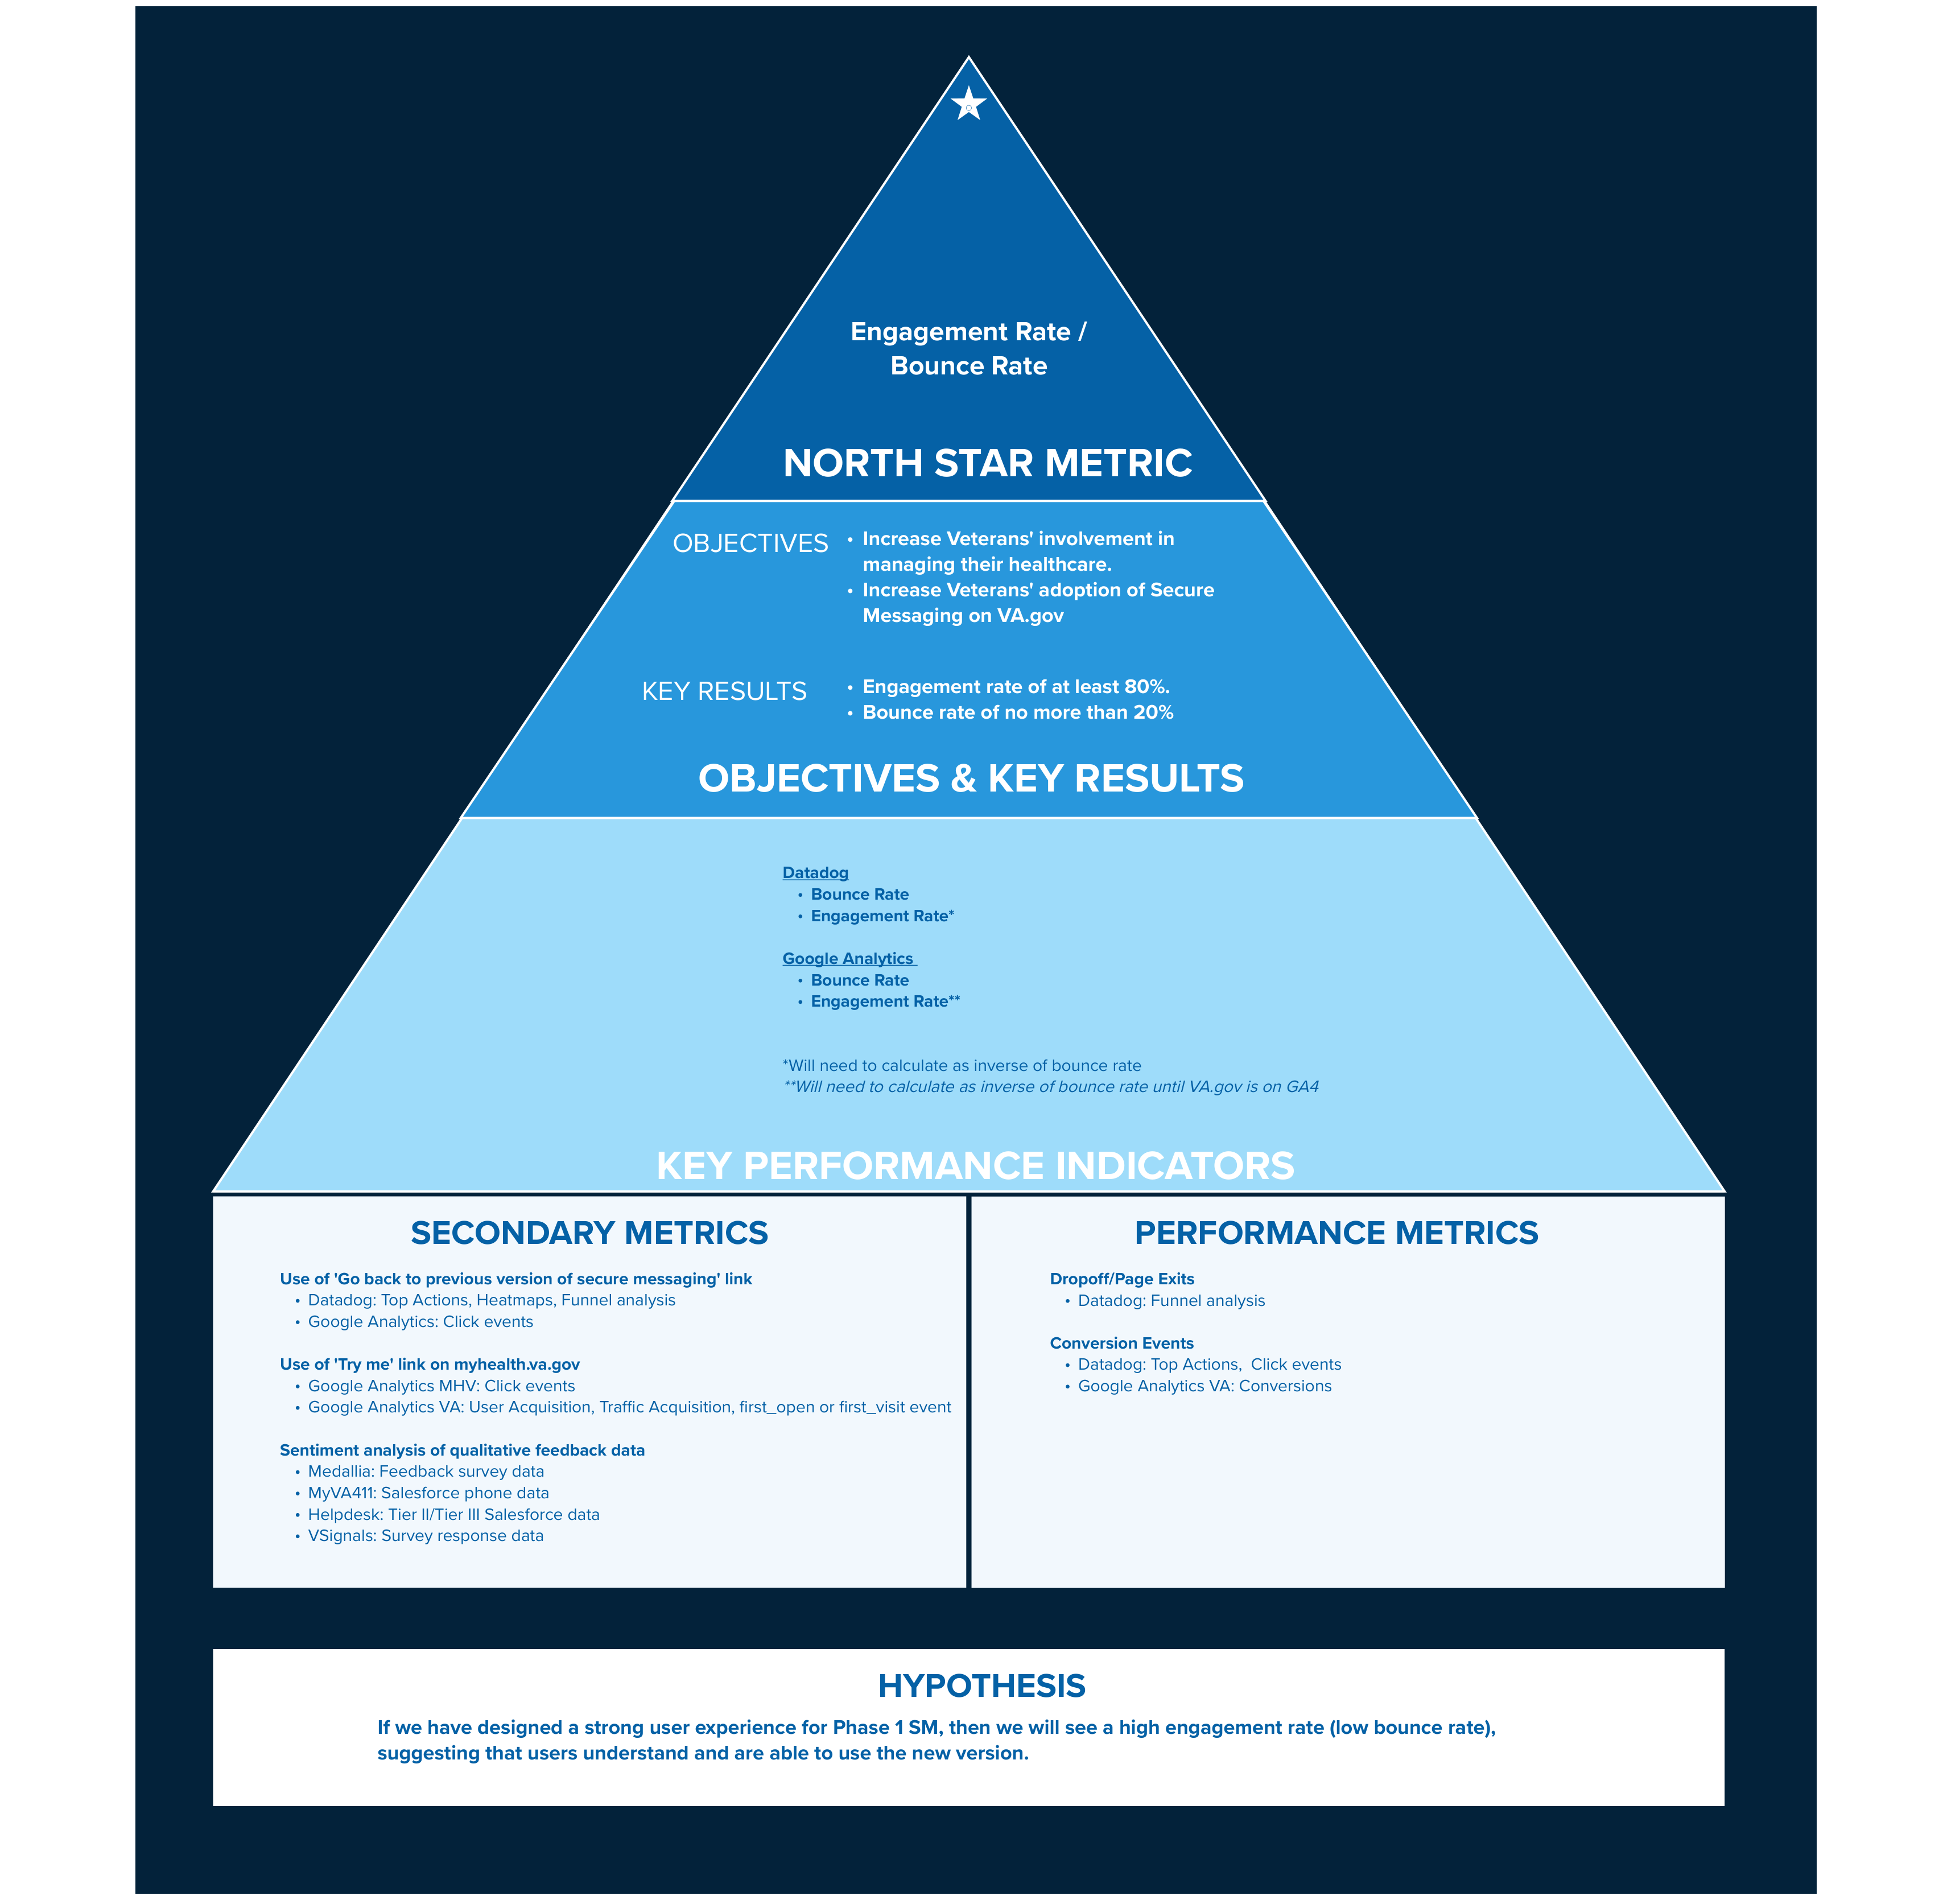 Engagement Rate /
Bounce Rate
NORTH STAR METRIC
OBJECTIVES
• Increase Veterans' involvement in
managing their healthcare.
• Increase Veterans' adoption of Secure
Messaging on VA.gov
KEY RESULTS
• Engagement rate of at least 80%.
• Bounce rate of no more than 20%
OBJECTIVES & KEY RESULTS
Datadog
• Bounce Rate
• Engagement Rate*
Google Analytics
• Bounce Rate
• Engagement Rate**
*Will need to calculate as inverse of bounce rate
**Will need to calculate as inverse of bounce rate until VA.gov is on GA4
KEY PERFORMANCE INDICATORS
SECONDARY METRICS
Use of 'Go back to previous version of secure messaging' link
• Datadog: Top Actions, Heatmaps, Funnel analysis
• Google Analytics: Click events
Use of 'Try me' link on myhealth.va.gov
• Google Analytics MHV: Click events
• Google Analytics VA: User Acquisition, Traffic Acquisition, first_open or first_visit event
Sentiment analysis of qualitative feedback data
• Medallia: Feedback survey data
• MyVA411: Salesforce phone data
• Helpdesk: Tier II/Tier III Salesforce data
• VSignals: Survey response data
PERFORMANCE METRICS
Dropoff/Page Exits
• Datadog: Funnel analysis
Conversion Events
• Datadog: Top Actions, Click events
• Google Analytics VA: Conversions
HYPOTHESIS
If we have designed a strong user experience for Phase 1 SM, then we will see a high engagement rate (low bounce rate),
suggesting that users understand and are able to use the new version.